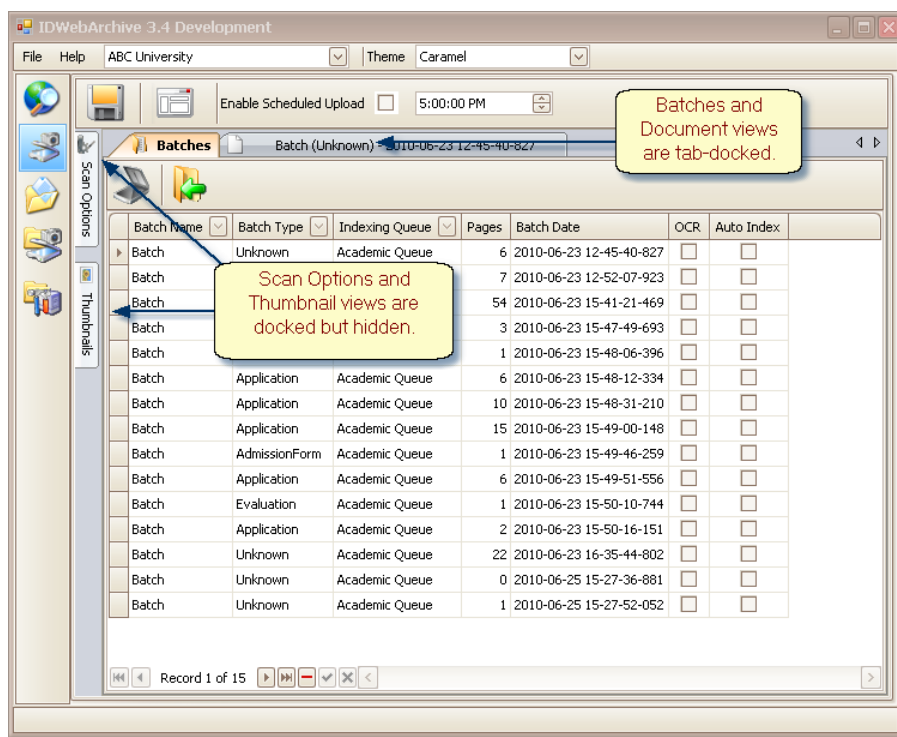 IDWebArchive 3.4 Development
File Help ABC University Theme Caramel
Enable Scheduled Upload 5:00:00 PM
Batches and
Document views
are tab-docked.
Scan Options
Thumbnails
Batches Batch (Unknown) - 2010-06-23 12-45-40-827
Batch Name Batch Type Indexing Queue Pages Batch Date OCR Auto Index
Batch Unknown Academic Queue 6 2010-06-23 12-45-40-827
Batch 7 2010-06-23 12-52-07-923
Batch 54 2010-06-23 15-41-21-469
Batch 3 2010-06-23 15-47-49-693
Batch 1 2010-06-23 15-48-06-396
Scan Options and
Thumbnail views are
docked but hidden.
Batch Application Academic Queue 6 2010-06-23 15-48-12-334
Batch Application Academic Queue 10 2010-06-23 15-48-31-210
Batch Application Academic Queue 15 2010-06-23 15-49-00-148
Batch AdmissionForm Academic Queue 1 2010-06-23 15-49-46-259
Batch Application Academic Queue 6 2010-06-23 15-49-51-556
Batch Evaluation Academic Queue 1 2010-06-23 15-50-10-744
Batch Application Academic Queue 2 2010-06-23 15-50-16-151
Batch Unknown Academic Queue 22 2010-06-23 16-35-44-802
Batch Unknown Academic Queue 0 2010-06-25 15-27-36-881
Batch Unknown Academic Queue 1 2010-06-25 15-27-52-052
Record 1 of 15